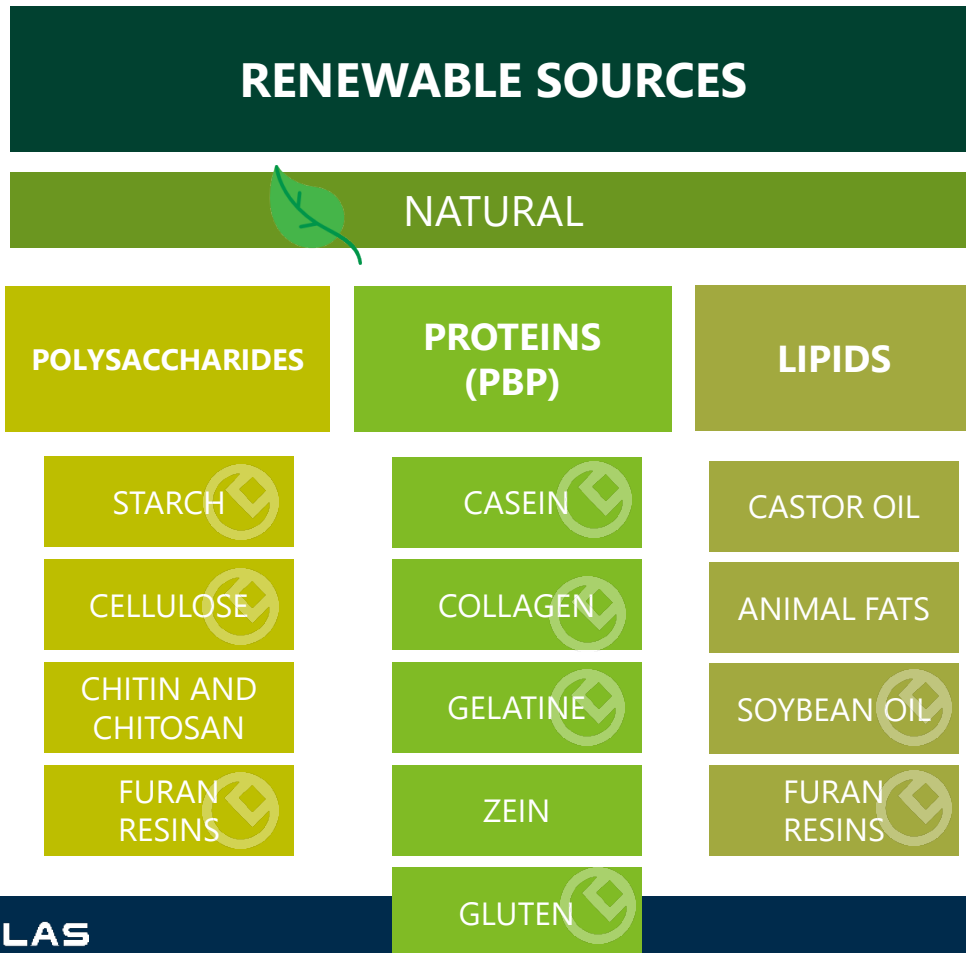 RENEWABLE SOURCES
NATURAL
POLYSACCHARIDES
STARCH
CELLULOSE
CHITIN AND
CHITOSAN
FURAN
RESINS
PROTEINS
(PBP)
CASEIN
COLLAGEN
GELATINE
ZEIN
GLUTEN
LIPIDS
CASTOR OIL
ANIMAL FATS
SOYBEAN OIL
FURAN
RESINS
LAS